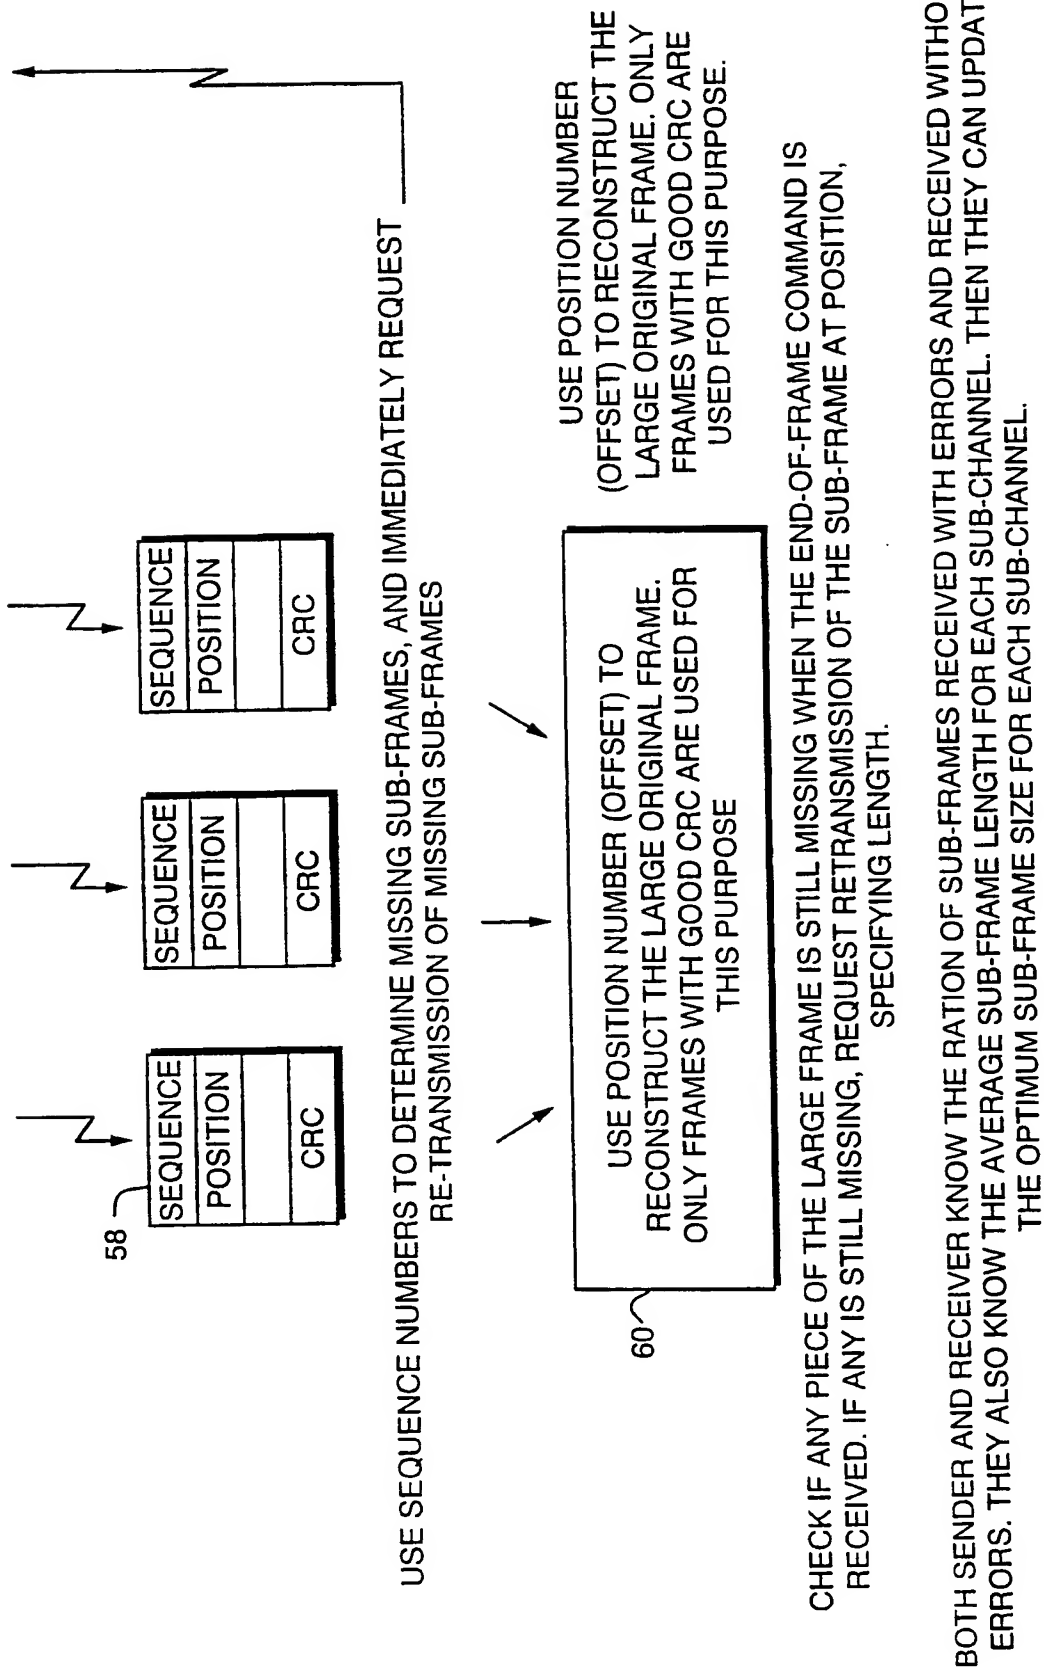 58
SEQUENCE
POSITION
CRC
SEQUENCE
POSITION
CRC
SEQUENCE
POSITION
CRC
USE SEQUENCE NUMBERS TO DETERMINE MISSING SUB-FRAMES, AND IMMEDIATELY REQUEST
RE-TRANSMISSION OF MISSING SUB-FRAMES
60
USE POSITION NUMBER (OFFSET) TO
RECONSTRUCT THE LARGE ORIGINAL FRAME.
ONLY FRAMES WITH GOOD CRC ARE USED FOR
THIS PURPOSE
USE POSITION NUMBER
(OFFSET) TO RECONSTRUCT THE
LARGE ORIGINAL FRAME. ONLY
FRAMES WITH GOOD CRC ARE
USED FOR THIS PURPOSE.
CHECK IF ANY PIECE OF THE LARGE FRAME IS STILL MISSING WHEN THE END-OF-FRAME COMMAND IS
RECEIVED. IF ANY IS STILL MISSING, REQUEST RETRANSMISSION OF THE SUB-FRAME AT POSITION,
SPECIFYING LENGTH.
BOTH SENDER AND RECEIVER KNOW THE RATION OF SUB-FRAMES RECEIVED WITH ERRORS AND RECEIVED WITHO
ERRORS. THEY ALSO KNOW THE AVERAGE SUB-FRAME LENGTH FOR EACH SUB-CHANNEL. THEN THEY CAN UPDAT
THE OPTIMUM SUB-FRAME SIZE FOR EACH SUB-CHANNEL.